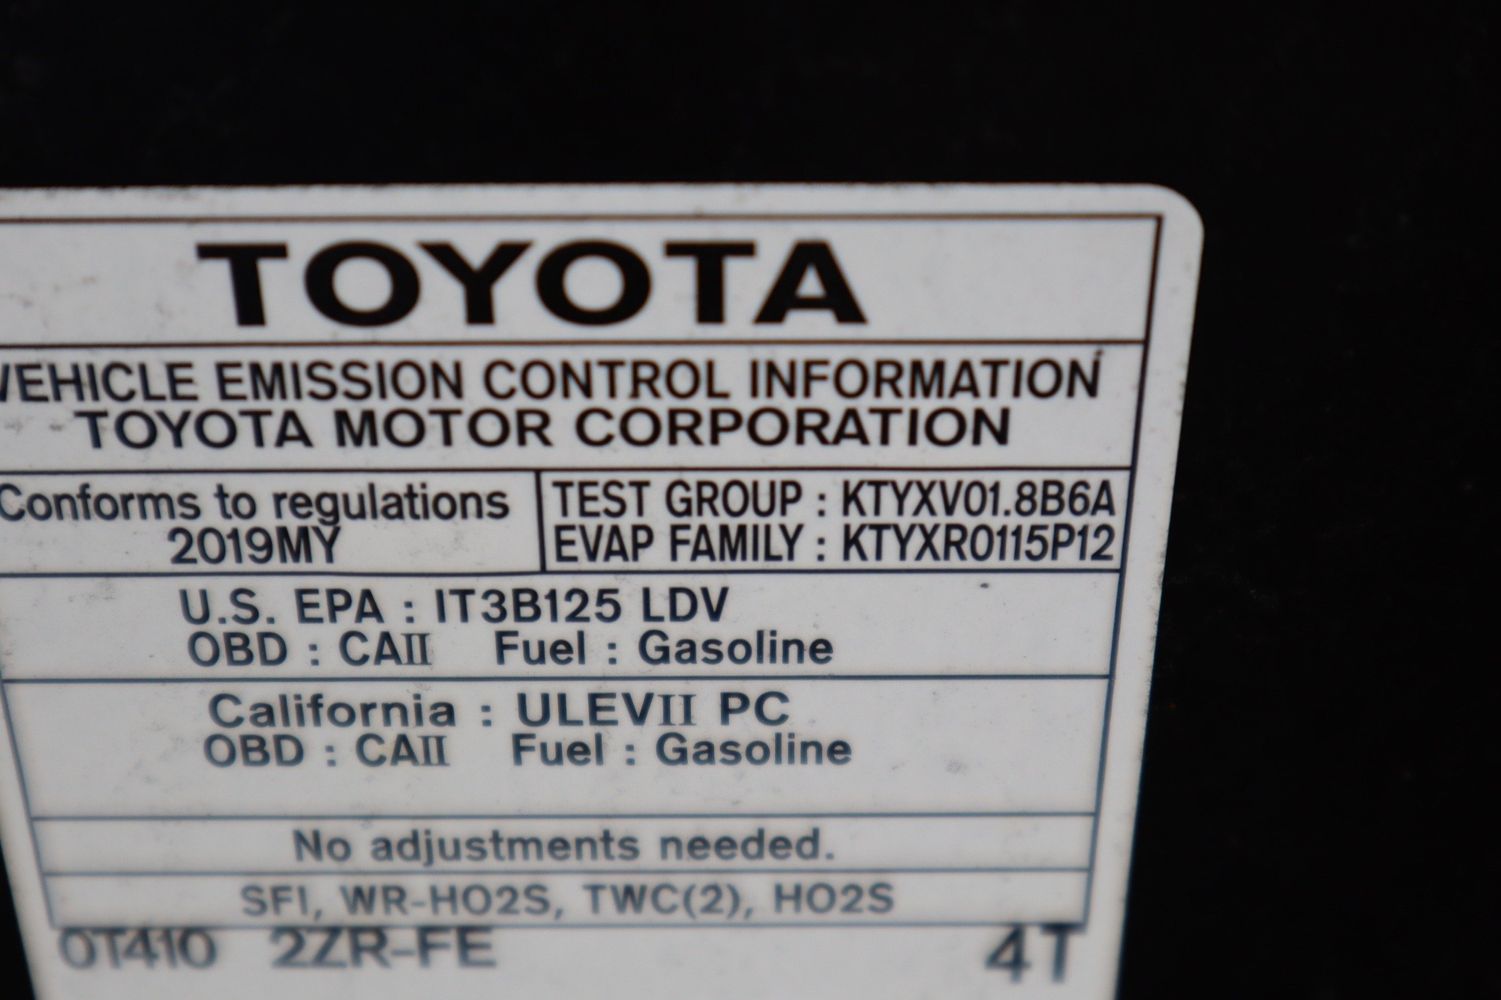 TOYOTA
VEHICLE EMISSION CONTROL INFORMATION
TOYOTA MOTOR CORPORATION
Conforms to regulations
2019MY
TEST GROUP : KTYXV01.8B6A
EVAP FAMILY : KTYXR0115P12
U.S. EPA : IT3B125 LDV
OBD : CAII Fuel : Gasoline
California : ULEVII PC
OBD : CAII Fuel : Gasoline
No adjustments needed.
SFI, WR-HO2S, TWC(2), HO2S
0T410 2ZR-FE 4T